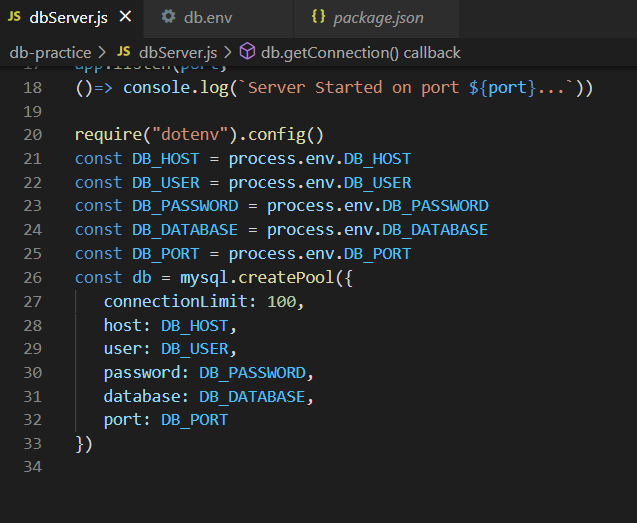 JS dbServer.js
db.env
{} package.json
db-practice > JS dbServer.js > db.getConnection() callback
17 app.listen(port,
18 ()=> console.log(`Server Started on port ${port}...`))
19
20 require("dotenv").config()
21 const DB_HOST = process.env.DB_HOST
22 const DB_USER = process.env.DB_USER
23 const DB_PASSWORD = process.env.DB_PASSWORD
24 const DB_DATABASE = process.env.DB_DATABASE
25 const DB_PORT = process.env.DB_PORT
26 const db = mysql.createPool({
27 connectionLimit: 100,
28 host: DB_HOST,
29 user: DB_USER,
30 password: DB_PASSWORD,
31 database: DB_DATABASE,
32 port: DB_PORT
33 })
34